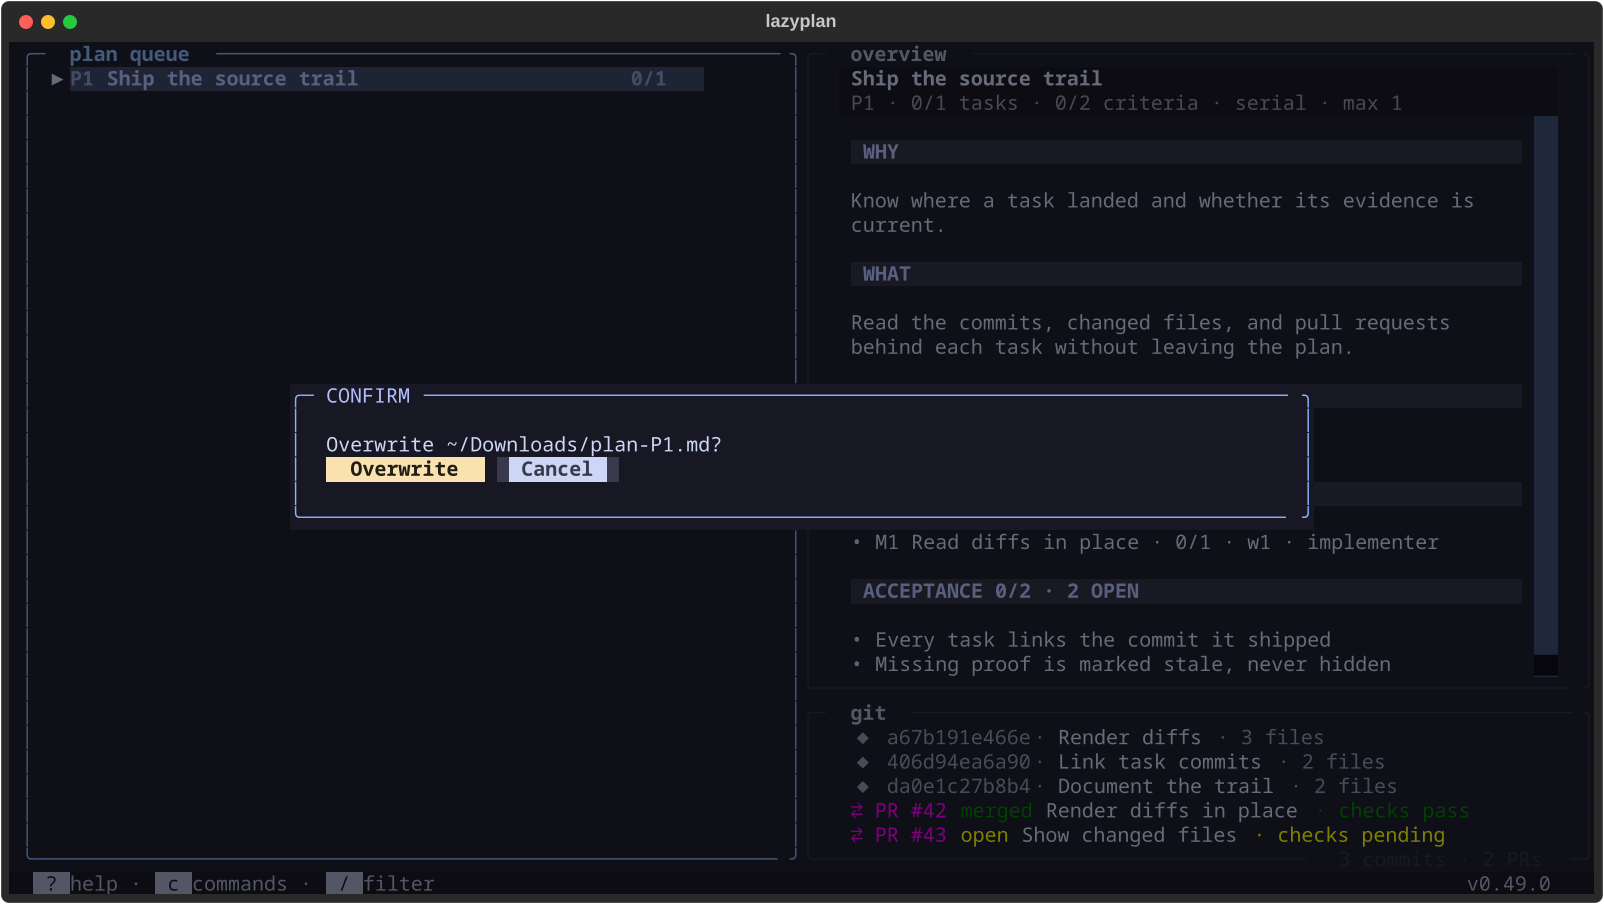 lazyplan
plan queue
▶ P1 Ship the source trail 0/1
overview
Ship the source trail
P1 · 0/1 tasks · 0/2 criteria · serial · max 1
WHY
Know where a task landed and whether its evidence is
current.
WHAT
Read the commits, changed files, and pull requests
behind each task without leaving the plan.
CONFIRM
Overwrite ~/Downloads/plan-P1.md?
Overwrite Cancel
• M1 Read diffs in place · 0/1 · w1 · implementer
ACCEPTANCE 0/2 · 2 OPEN
• Every task links the commit it shipped
• Missing proof is marked stale, never hidden
git
◆ a67b191e466e · Render diffs · 3 files
◆ 406d94ea6a90 · Link task commits · 2 files
◆ da0e1c27b8b4 · Document the trail · 2 files
⇄ PR #42 merged Render diffs in place · checks pass
⇄ PR #43 open Show changed files · checks pending
3 commits · 2 PRs
? help · c commands · / filter
v0.49.0